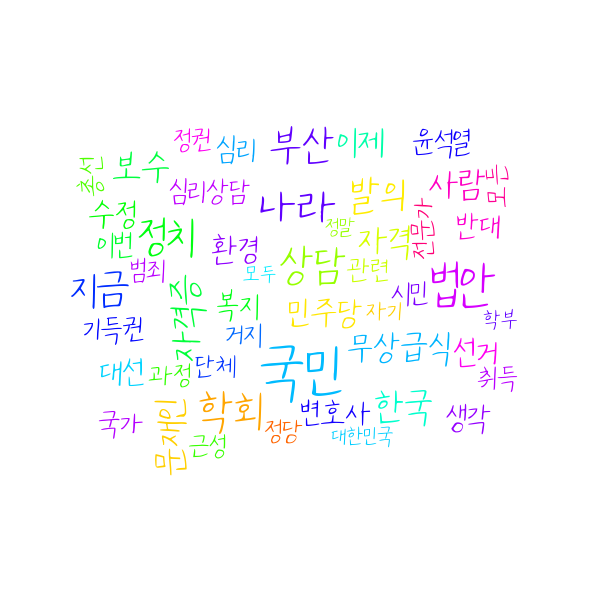 정권
심리
부산
이제
윤석열
총선
보수
심리상담
나라
발의
사람
모든
수정
정치
정말
자격
전문가
반대
이번
범죄
환경
모두
상담
관련
시민
법안
지금
자격증
복지
민주당
자기
학부
기득권
거지
무상급식
선거
대선
과정
단체
국민
취득
국가
문재인
학회
정당
변호사
한국
생각
근성
대한민국